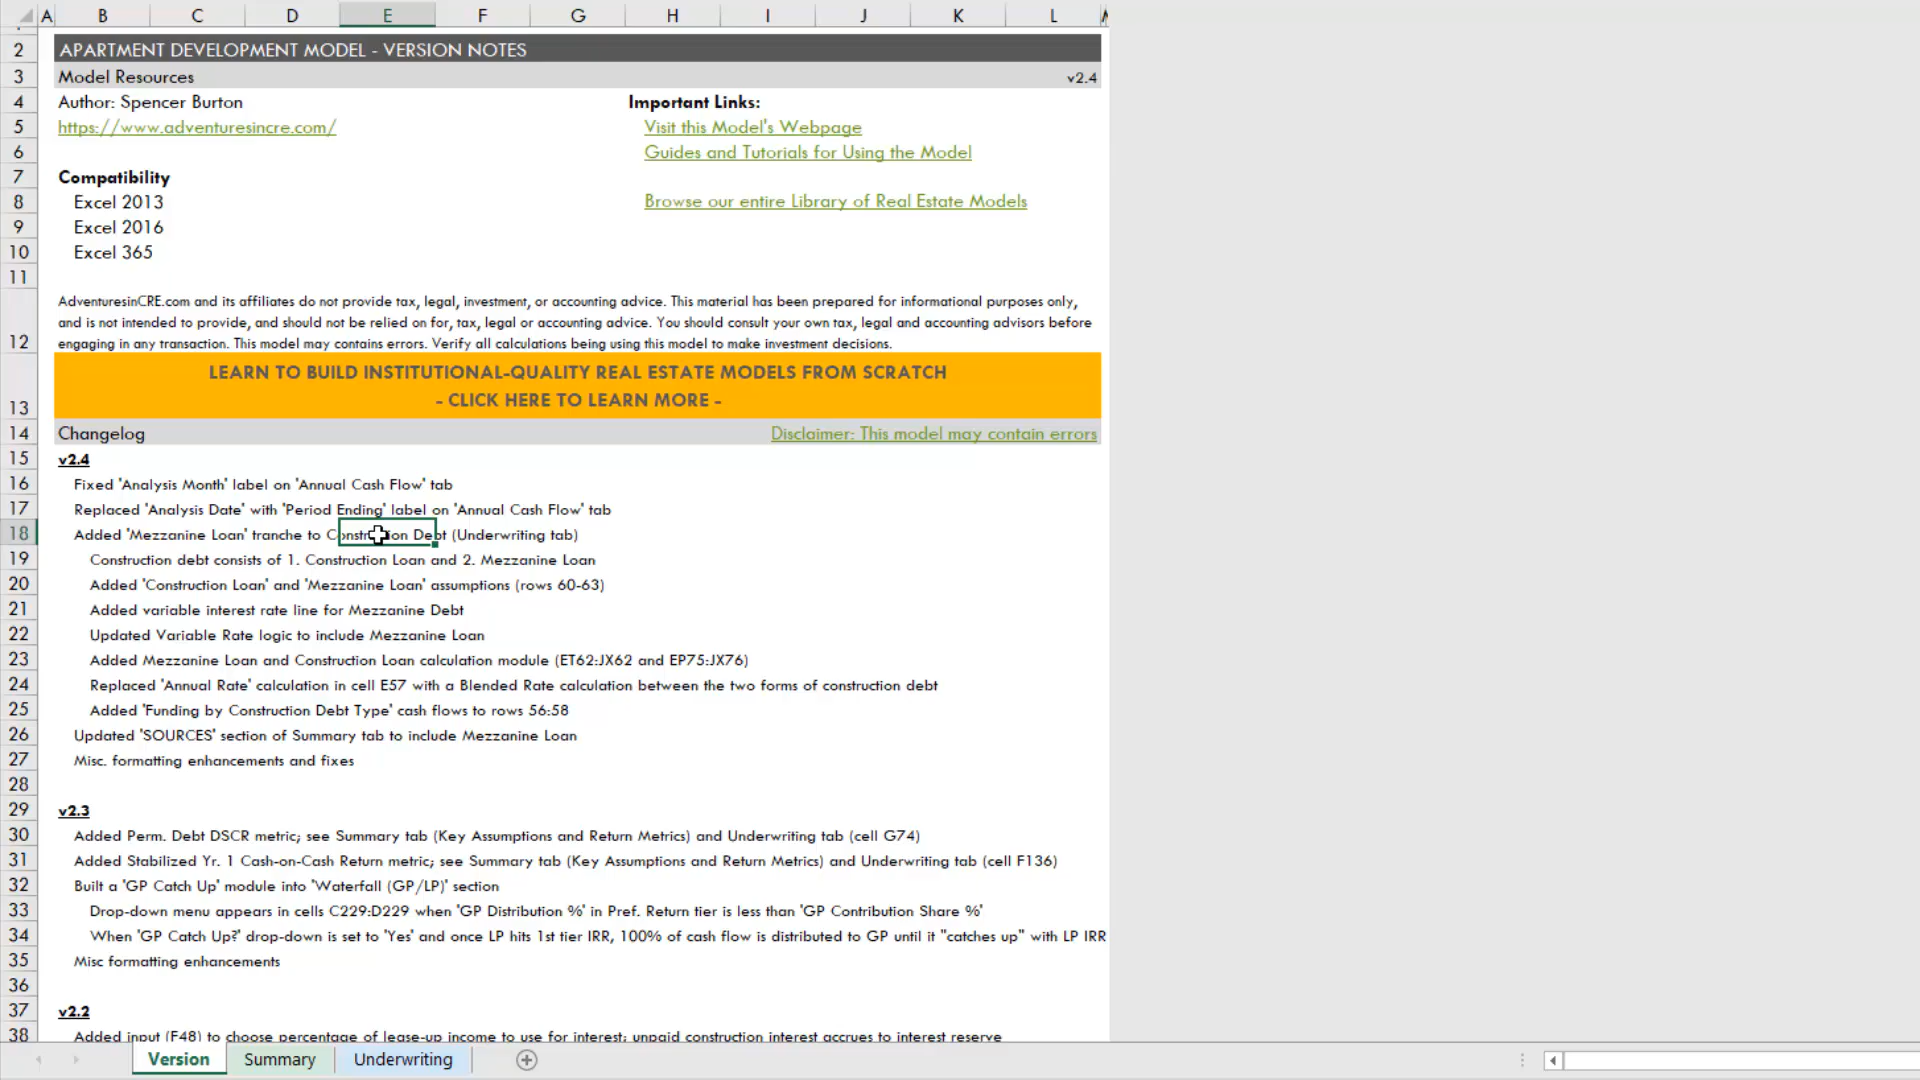 A B C D E F G H I J K L
2 APARTMENT DEVELOPMENT MODEL - VERSION NOTES
3 Model Resources v2.4
4 Author: Spencer Burton Important Links:
5 https://www.adventuresincre.com/ Visit this Model's Webpage
6 Guides and Tutorials for Using the Model
7 Compatibility
8 Excel 2013 Browse our entire Library of Real Estate Models
9 Excel 2016
10 Excel 365
11
AdventuresinCRE.com and its affiliates do not provide tax, legal, investment, or accounting advice. This material has been prepared for informational purposes only,
and is not intended to provide, and should not be relied on for, tax, legal or accounting advice. You should consult your own tax, legal and accounting advisors before
12 engaging in any transaction. This model may contains errors. Verify all calculations being using this model to make investment decisions.
LEARN TO BUILD INSTITUTIONAL-QUALITY REAL ESTATE MODELS FROM SCRATCH
13 - CLICK HERE TO LEARN MORE -
14 Changelog Disclaimer: This model may contain errors
15 v2.4
16 Fixed 'Analysis Month' label on 'Annual Cash Flow' tab
17 Replaced 'Analysis Date' with 'Period Ending' label on 'Annual Cash Flow' tab
18 Added 'Mezzanine Loan' tranche to Construction Debt (Underwriting tab)
19 Construction debt consists of 1. Construction Loan and 2. Mezzanine Loan
20 Added 'Construction Loan' and 'Mezzanine Loan' assumptions (rows 60-63)
21 Added variable interest rate line for Mezzanine Debt
22 Updated Variable Rate logic to include Mezzanine Loan
23 Added Mezzanine Loan and Construction Loan calculation module (ET62:JX62 and EP75:JX76)
24 Replaced 'Annual Rate' calculation in cell E57 with a Blended Rate calculation between the two forms of construction debt
25 Added 'Funding by Construction Debt Type' cash flows to rows 56:58
26 Updated 'SOURCES' section of Summary tab to include Mezzanine Loan
27 Misc. formatting enhancements and fixes
28
29 v2.3
30 Added Perm. Debt DSCR metric; see Summary tab (Key Assumptions and Return Metrics) and Underwriting tab (cell G74)
31 Added Stabilized Yr. 1 Cash-on-Cash Return metric; see Summary tab (Key Assumptions and Return Metrics) and Underwriting tab (cell F136)
32 Built a 'GP Catch Up' module into 'Waterfall (GP/LP)' section
33 Drop-down menu appears in cells C229:D229 when 'GP Distribution %' in Pref. Return tier is less than 'GP Contribution Share %'
34 When 'GP Catch Up?' drop-down is set to 'Yes' and once LP hits 1st tier IRR, 100% of cash flow is distributed to GP until it "catches up" with LP IRR
35 Misc formatting enhancements
36
37 v2.2
38 Added input (F48) to choose percentage of lease-up income to use for interest; unpaid construction interest accrues to interest reserve
Version Summary Underwriting